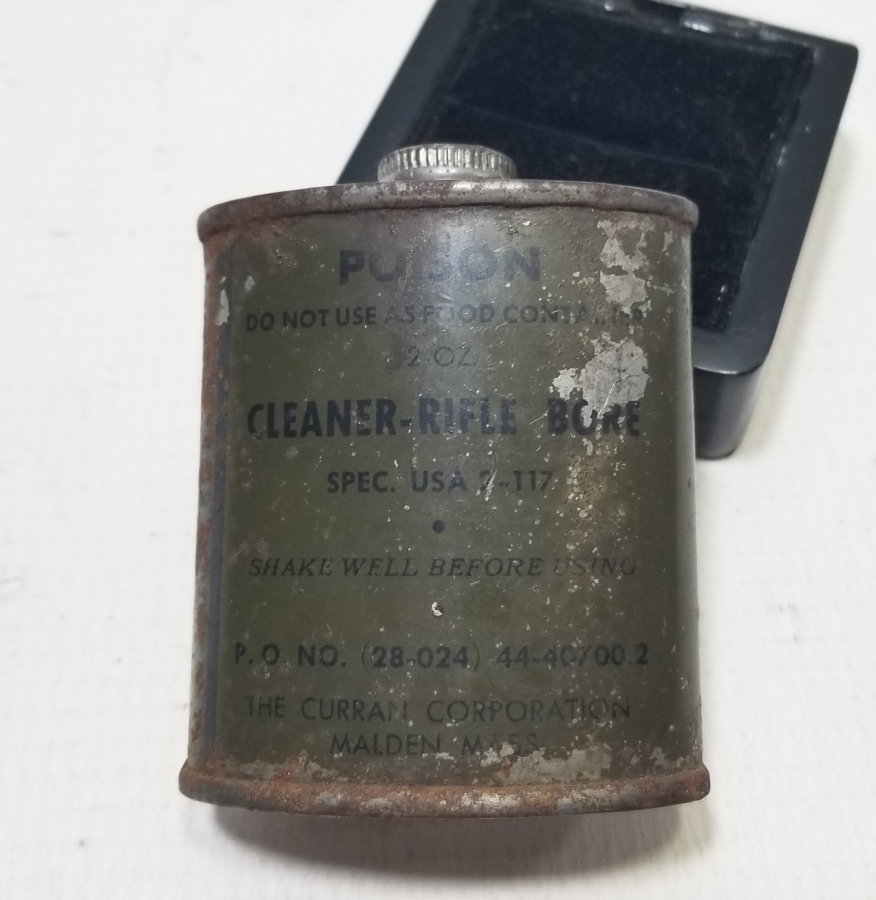 POISON
DO NOT USE AS FOOD CONTAINER
2 OZ.
CLEANER-RIFLE BORE
SPEC. USA 2-117
SHAKE WELL BEFORE USING
P.O. NO. (28-024) 44-40700.2
THE CURRAN CORPORATION
MALDEN MASS